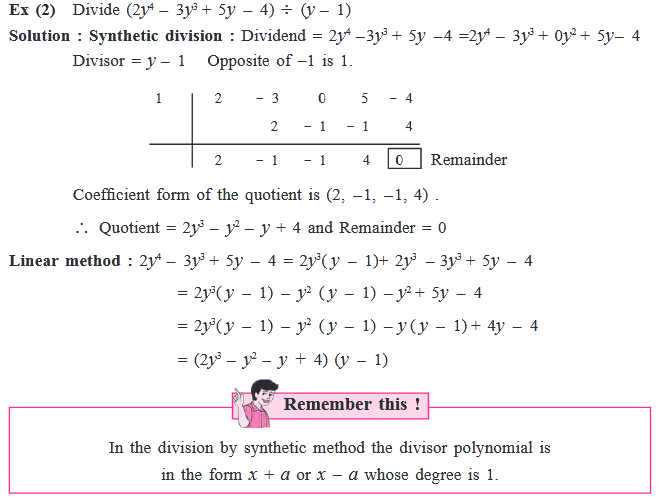 Ex (2) Divide (2y⁴ – 3y³ + 5y – 4) ÷ (y – 1)
Solution : Synthetic division : Dividend = 2y⁴ –3y³ + 5y –4 =2y⁴ – 3y³ + 0y² + 5y– 4
Divisor = y – 1 Opposite of –1 is 1.
1 2 – 3 0 5 – 4
2 – 1 – 1 4
2 – 1 – 1 4 0 Remainder
Coefficient form of the quotient is (2, –1, –1, 4) .
∴ Quotient = 2y³ – y² – y + 4 and Remainder = 0
Linear method : 2y⁴ – 3y³ + 5y – 4 = 2y³(y – 1)+ 2y³ – 3y³ + 5y – 4
= 2y³(y – 1) – y² (y – 1) – y² + 5y – 4
= 2y³(y – 1) – y² (y – 1) – y (y – 1)+ 4y – 4
= (2y³ – y² – y + 4) (y – 1)
Remember this !
In the division by synthetic method the divisor polynomial is
in the form x + a or x – a whose degree is 1.